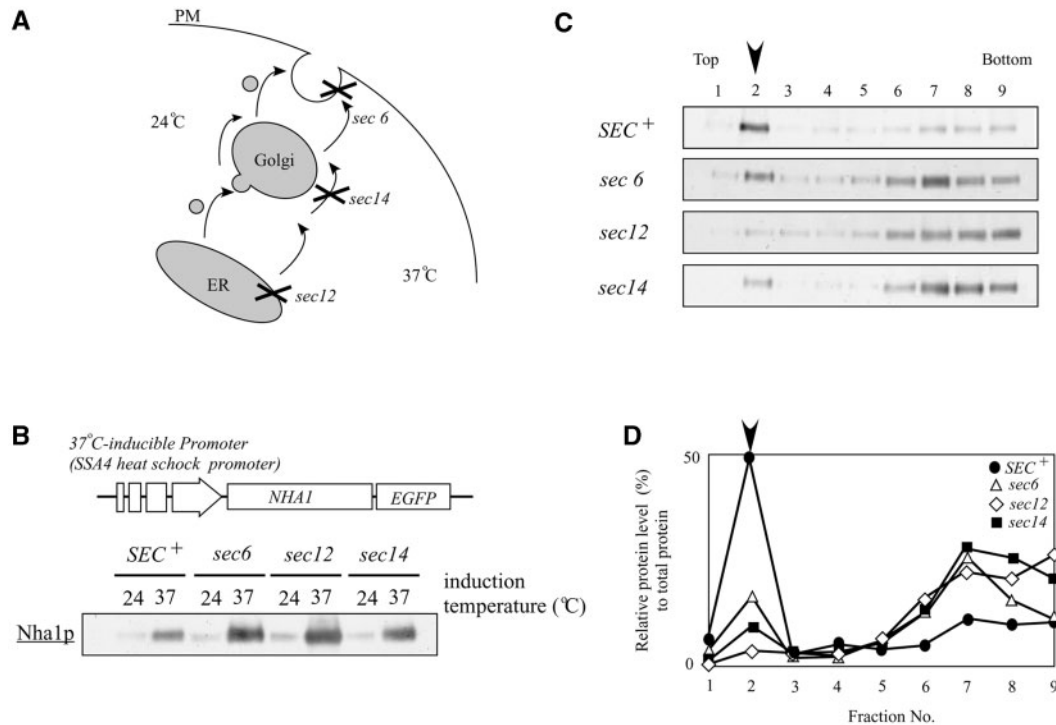 A
PM
24°C
Golgi
sec 6
sec14
ER
sec12
37°C
B
37°C-inducible Promoter
(SSA4 heat schock promoter)
NHA1 EGFP
SEC + sec6 sec12 sec14
24 37 24 37 24 37 24 37
induction
temperature (°C)
Nha1p
C
Top Bottom
1 2 3 4 5 6 7 8 9
SEC +
sec 6
sec12
sec14
D
50
0
Relative protein level (%)
to total protein
SEC +
sec6
sec12
sec14
1 2 3 4 5 6 7 8 9
Fraction No.